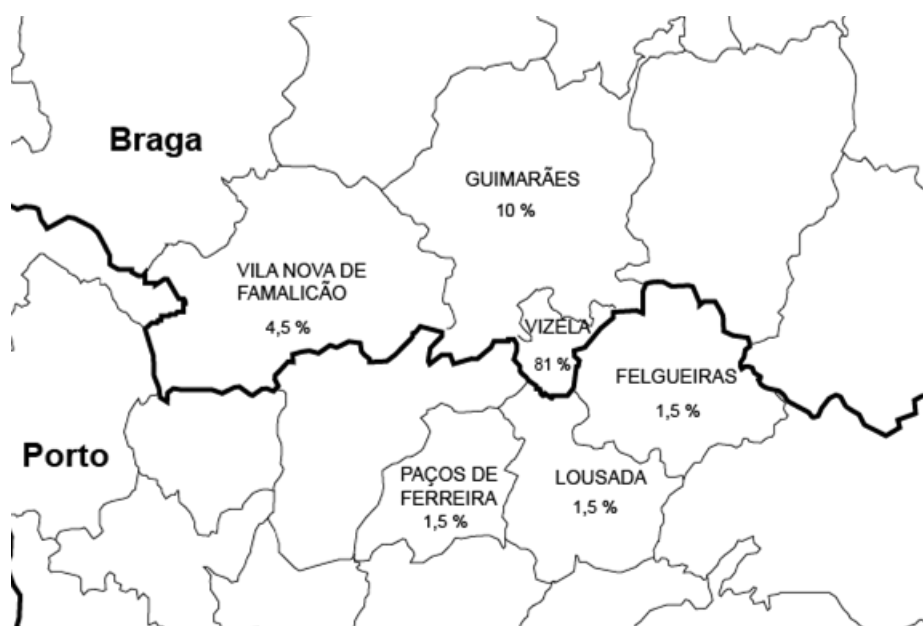 Braga
GUIMARÃES
10 %
VILA NOVA DE
FAMALICÃO
4,5 %
VIZELA
81 %
FELGUEIRAS
1,5 %
Porto
PAÇOS DE
FERREIRA
1,5 %
LOUSADA
1,5 %